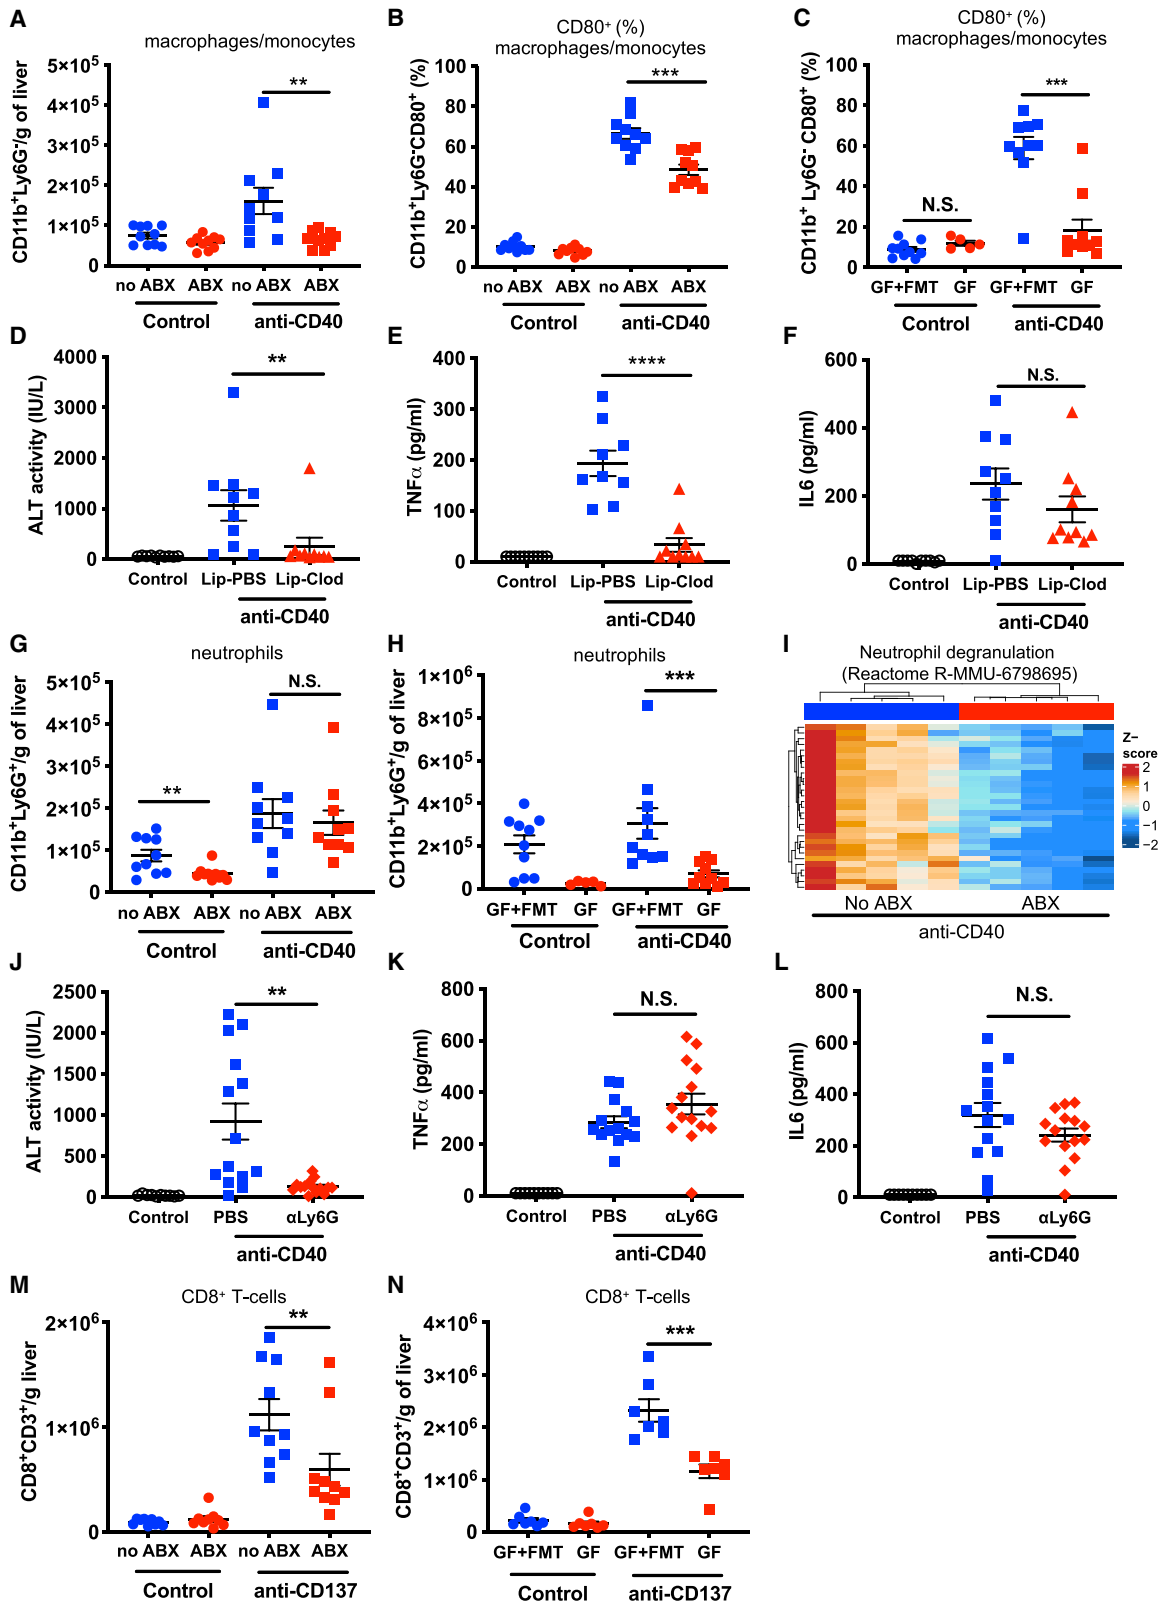 A
macrophages/monocytes
CD11b⁺Ly6G⁻/g of liver
5×10⁵
4×10⁵
3×10⁵
2×10⁵
1×10⁵
0
**
no ABX ABX no ABX ABX
Control anti-CD40
B
CD80⁺ (%)
macrophages/monocytes
CD11b⁺Ly6G⁻CD80⁺ (%)
100
80
60
40
20
0
***
no ABX ABX no ABX ABX
Control anti-CD40
C
CD80⁺ (%)
macrophages/monocytes
CD11b⁺ Ly6G⁻ CD80⁺ (%)
100
80
60
40
20
0
N.S.
***
GF+FMT GF GF+FMT GF
Control anti-CD40
D
ALT activity (IU/L)
4000
3000
2000
1000
0
**
Control Lip-PBS Lip-Clod
anti-CD40
E
TNFα (pg/ml)
400
300
200
100
0
****
Control Lip-PBS Lip-Clod
anti-CD40
F
IL6 (pg/ml)
600
400
200
0
N.S.
Control Lip-PBS Lip-Clod
anti-CD40
G
neutrophils
CD11b⁺Ly6G⁺/g of liver
5×10⁵
4×10⁵
3×10⁵
2×10⁵
1×10⁵
0
**
N.S.
no ABX ABX no ABX ABX
Control anti-CD40
H
neutrophils
CD11b⁺Ly6G⁺/g of liver
1×10⁶
8×10⁵
6×10⁵
4×10⁵
2×10⁵
0
***
GF+FMT GF GF+FMT GF
Control anti-CD40
I
Neutrophil degranulation
(Reactome R-MMU-6798695)
Z-
score
2
1
0
−1
−2
No ABX ABX
anti-CD40
J
ALT activity (IU/L)
2500
2000
1500
1000
500
0
**
Control PBS αLy6G
anti-CD40
K
TNFα (pg/ml)
800
600
400
200
0
N.S.
Control PBS αLy6G
anti-CD40
L
IL6 (pg/ml)
800
600
400
200
0
N.S.
Control PBS αLy6G
anti-CD40
M
CD8⁺ T-cells
CD8⁺CD3⁺/g liver
2×10⁶
1×10⁶
0
**
no ABX ABX no ABX ABX
Control anti-CD137
N
CD8⁺ T-cells
CD8⁺CD3⁺/g of liver
4×10⁶
3×10⁶
2×10⁶
1×10⁶
0
***
GF+FMT GF GF+FMT GF
Control anti-CD137